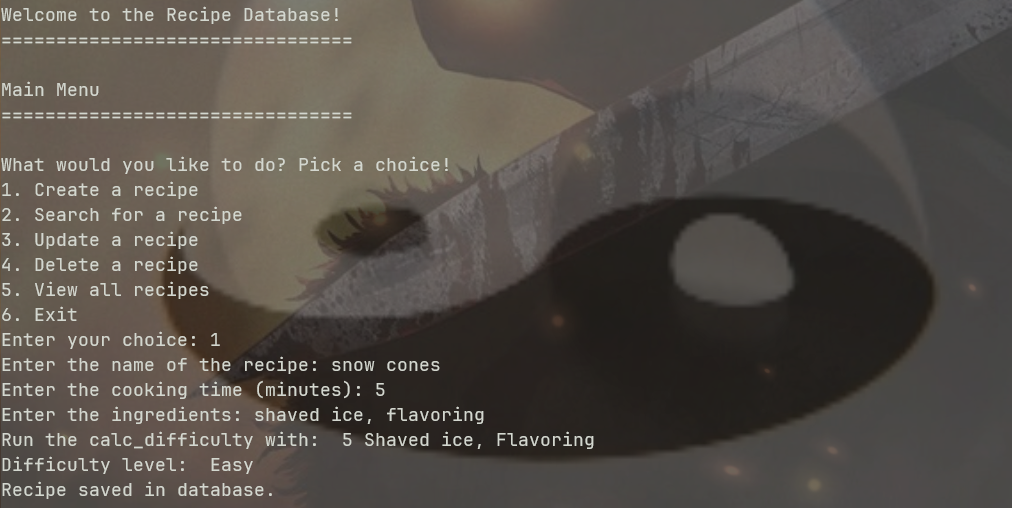 Welcome to the Recipe Database!
================================
Main Menu
================================
What would you like to do? Pick a choice!
1. Create a recipe
2. Search for a recipe
3. Update a recipe
4. Delete a recipe
5. View all recipes
6. Exit
Enter your choice: 1
Enter the name of the recipe: snow cones
Enter the cooking time (minutes): 5
Enter the ingredients: shaved ice, flavoring
Run the calc_difficulty with:  5 Shaved ice, Flavoring
Difficulty level:  Easy
Recipe saved in database.